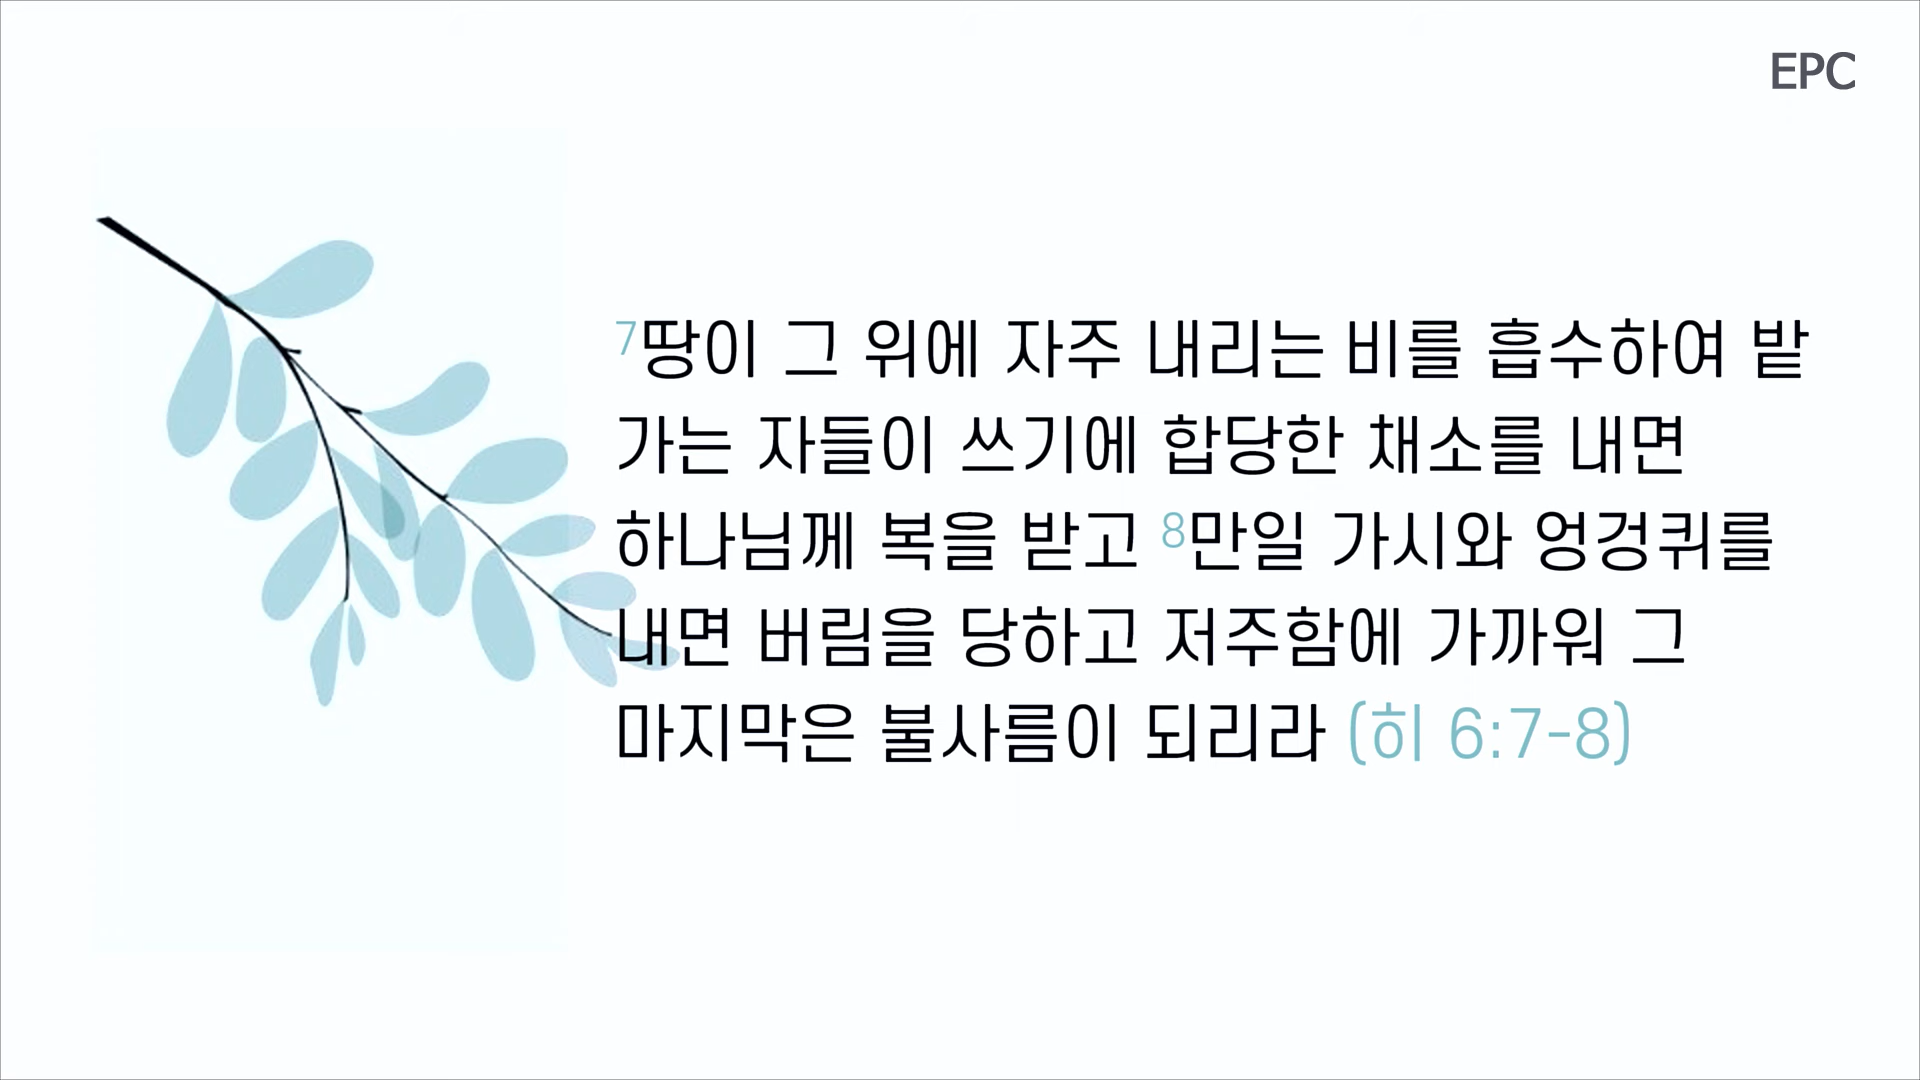 EPC
7땅이 그 위에 자주 내리는 비를 흡수하여 밭
가는 자들이 쓰기에 합당한 채소를 내면
하나님께 복을 받고 8만일 가시와 엉겅퀴를
내면 버림을 당하고 저주함에 가까워 그
마지막은 불사름이 되리라 (히 6:7-8)